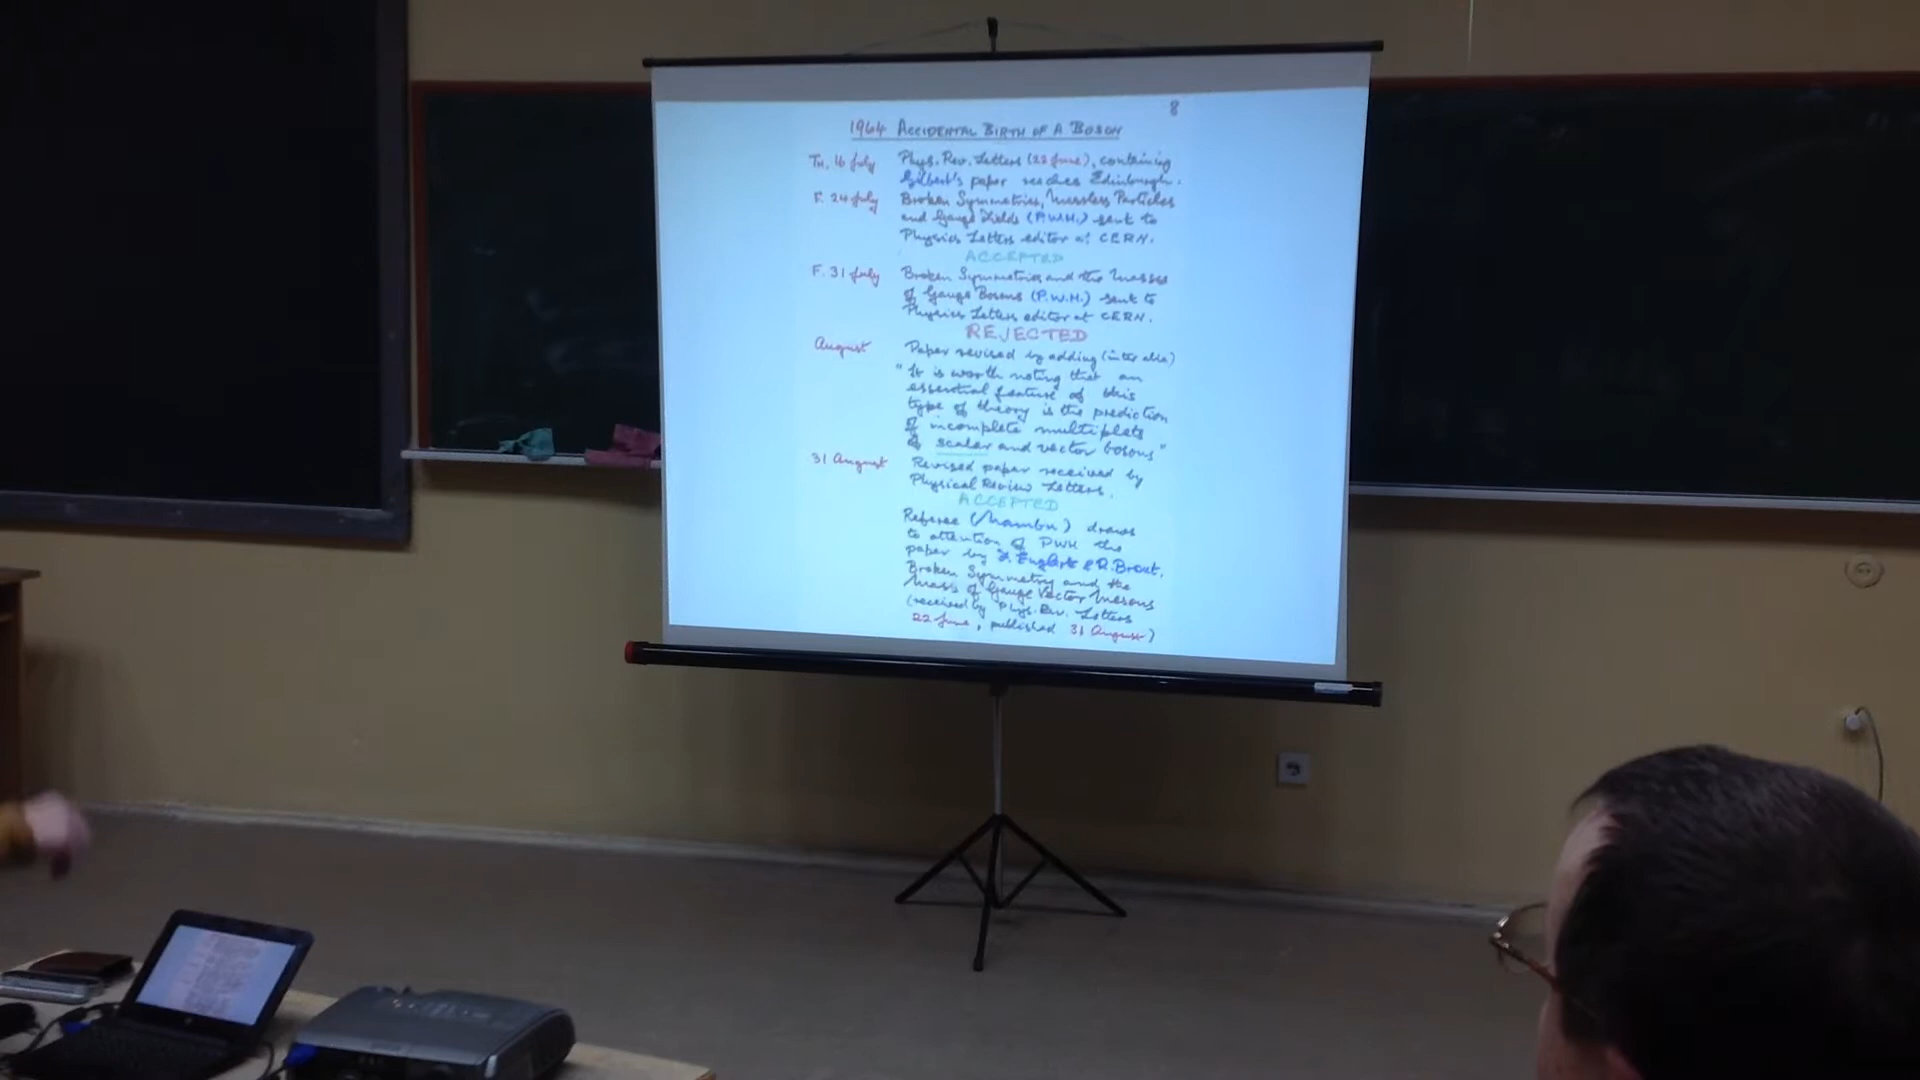 8
1964 ACCIDENTAL BIRTH OF A BOSON
Th. 16 July Phys. Rev. Letters (22 June), containing
Gilbert's paper reaches Edinburgh.
F. 24 July Broken Symmetries, Massless Particles
and Gauge Fields (P.W.H.) sent to
Physics Letters editor at CERN.
ACCEPTED
F. 31 July Broken Symmetries and the Masses
of Gauge Bosons (P.W.H.) sent to
Physics Letters editor at CERN.
REJECTED
August Paper revised by adding (inter alia)
"It is worth noting that an
essential feature of this
type of theory is the prediction
of incomplete multiplets
of scalar and vector bosons"
31 August Revised paper received by
Physical Review Letters.
ACCEPTED
Referee (Nambu) draws
to attention of PWH the
paper by F. Englert & R. Brout,
Broken Symmetry and the
Mass of Gauge Vector Mesons
(received by Phys. Rev. Letters
22 June, published 31 August)